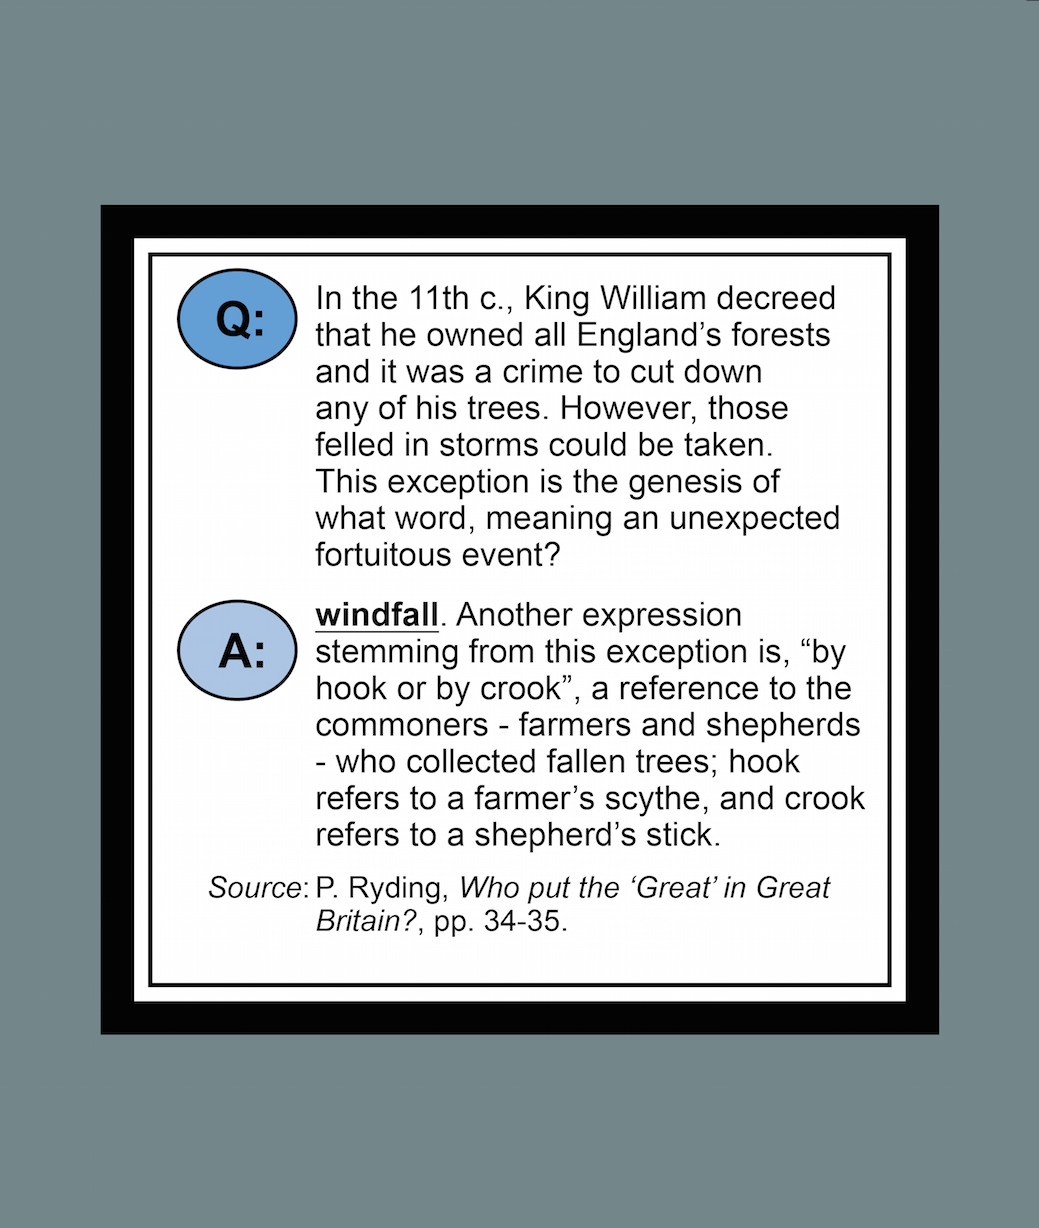 Q:
In the 11th c., King William decreed
that he owned all England’s forests
and it was a crime to cut down
any of his trees. However, those
felled in storms could be taken.
This exception is the genesis of
what word, meaning an unexpected
fortuitous event?
A:
windfall. Another expression
stemming from this exception is, “by
hook or by crook”, a reference to the
commoners - farmers and shepherds
- who collected fallen trees; hook
refers to a farmer’s scythe, and crook
refers to a shepherd’s stick.
Source: P. Ryding, Who put the ‘Great’ in Great
Britain?, pp. 34-35.